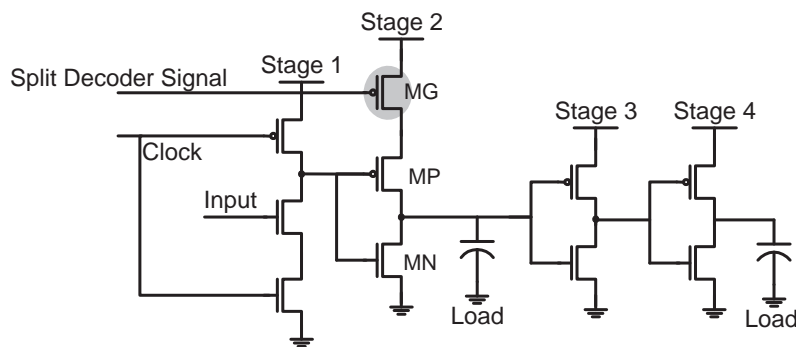 Stage 2
Stage 1
Split Decoder Signal
MG
Stage 3
Stage 4
Clock
MP
Input
MN
Load
Load